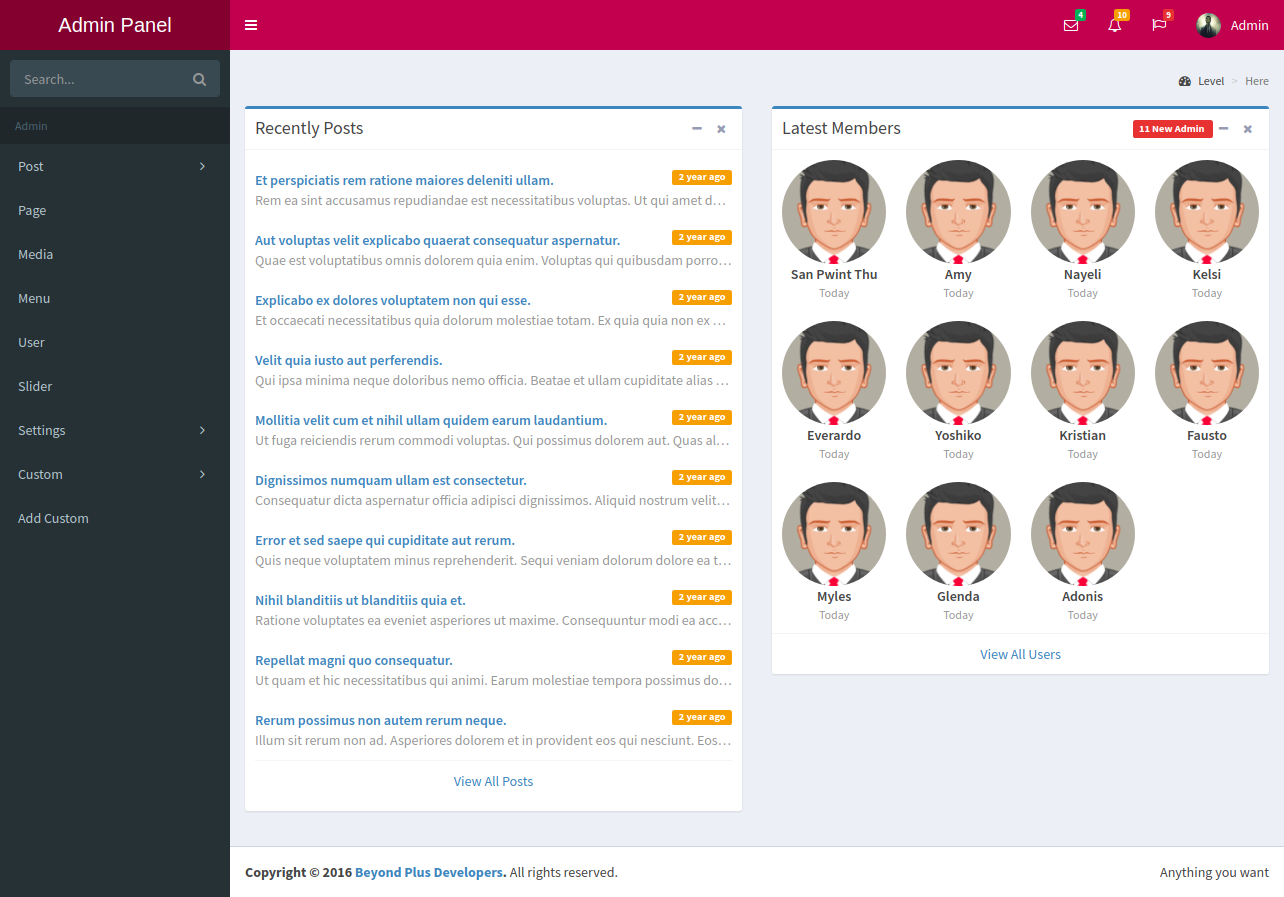 Admin Panel
4
10
9
Admin
Search...
Level > Here
Admin
Post
Page
Media
Menu
User
Slider
Settings
Custom
Add Custom
Recently Posts
Et perspiciatis rem ratione maiores deleniti ullam. 2 year ago
Rem ea sint accusamus repudiandae est necessitatibus voluptas. Ut qui amet d…
Aut voluptas velit explicabo quaerat consequatur aspernatur. 2 year ago
Quae est voluptatibus omnis dolorem quia enim. Voluptas qui quibusdam porro…
Explicabo ex dolores voluptatem non qui esse. 2 year ago
Et occaecati necessitatibus quia dolorum molestiae totam. Ex quia quia non ex …
Velit quia iusto aut perferendis. 2 year ago
Qui ipsa minima neque doloribus nemo officia. Beatae et ullam cupiditate alias …
Mollitia velit cum et nihil ullam quidem earum laudantium. 2 year ago
Ut fuga reiciendis rerum commodi voluptas. Qui possimus dolorem aut. Quas al…
Dignissimos numquam ullam est consectetur. 2 year ago
Consequatur dicta aspernatur officia adipisci dignissimos. Aliquid nostrum velit…
Error et sed saepe qui cupiditate aut rerum. 2 year ago
Quis neque voluptatem minus reprehenderit. Sequi veniam dolorum dolore ea t…
Nihil blanditiis ut blanditiis quia et. 2 year ago
Ratione voluptates ea eveniet asperiores ut maxime. Consequuntur modi ea acc…
Repellat magni quo consequatur. 2 year ago
Ut quam et hic necessitatibus qui animi. Earum molestiae tempora possimus do…
Rerum possimus non autem rerum neque. 2 year ago
Illum sit rerum non ad. Asperiores dolorem et in provident eos qui nesciunt. Eos…
View All Posts
Latest Members
11 New Admin
San Pwint Thu Amy Nayeli Kelsi
Today Today Today Today
Everardo Yoshiko Kristian Fausto
Today Today Today Today
Myles Glenda Adonis
Today Today Today
View All Users
Copyright © 2016 Beyond Plus Developers. All rights reserved.
Anything you want